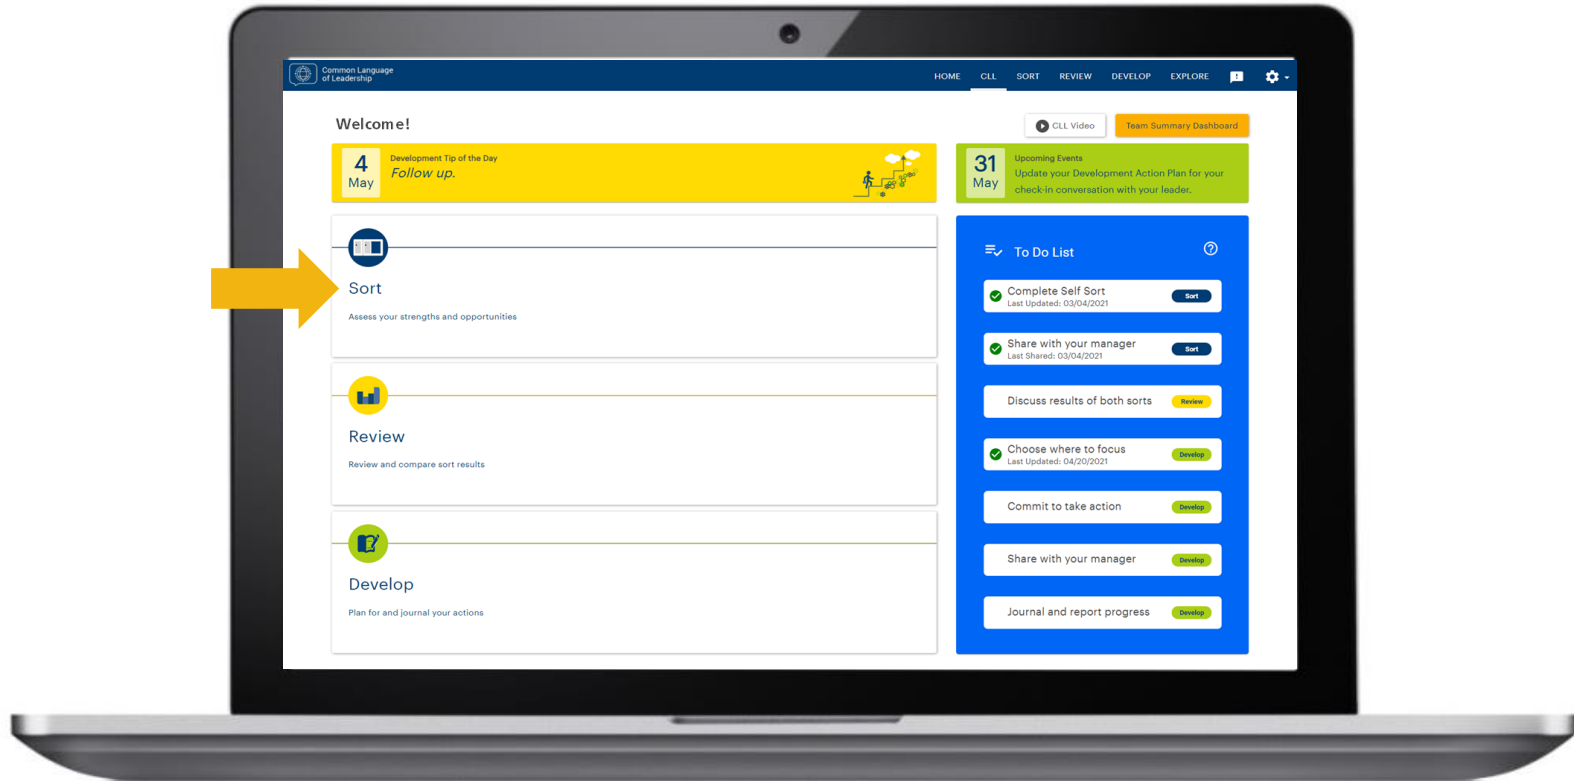 Common Language
of Leadership
HOME CLL SORT REVIEW DEVELOP EXPLORE
Welcome!
CLL Video
Team Summary Dashboard
4
May
Development Tip of the Day
Follow up.
31
May
Upcoming Events
Update your Development Action Plan for your
check-in conversation with your leader.
Sort
Assess your strengths and opportunities
Review
Review and compare sort results
Develop
Plan for and journal your actions
To Do List
Complete Self Sort
Last Updated: 03/04/2021
Sort
Share with your manager
Last Shared: 03/04/2021
Sort
Discuss results of both sorts
Review
Choose where to focus
Last Updated: 04/20/2021
Develop
Commit to take action
Develop
Share with your manager
Develop
Journal and report progress
Develop